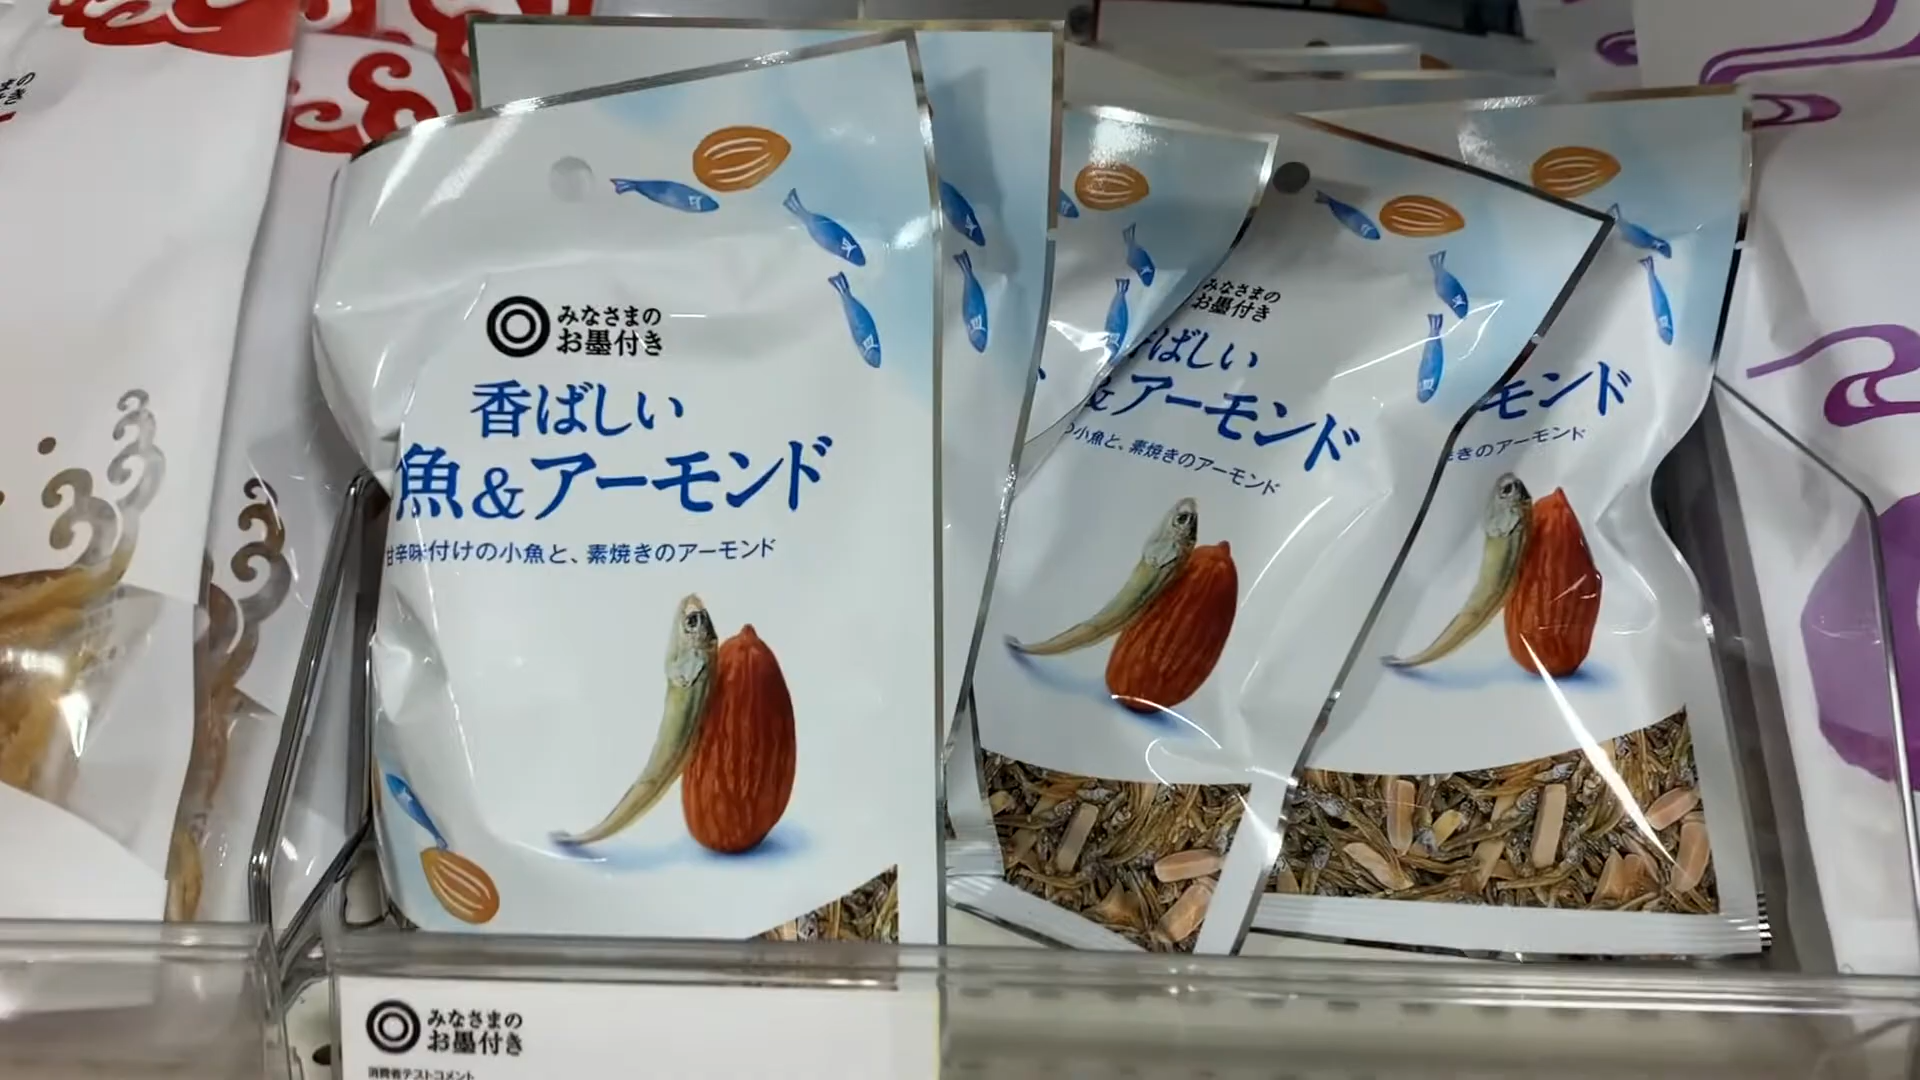 みなさまの
お墨付き
香ばしい
魚&アーモンド
甘辛味付けの小魚と、素焼きのアーモンド
みなさまの
お墨付き
ばしい
&アーモンド
の小魚と、素焼きのアーモンド
モンド
焼きのアーモンド
みなさまの
お墨付き
消費者テストコメント